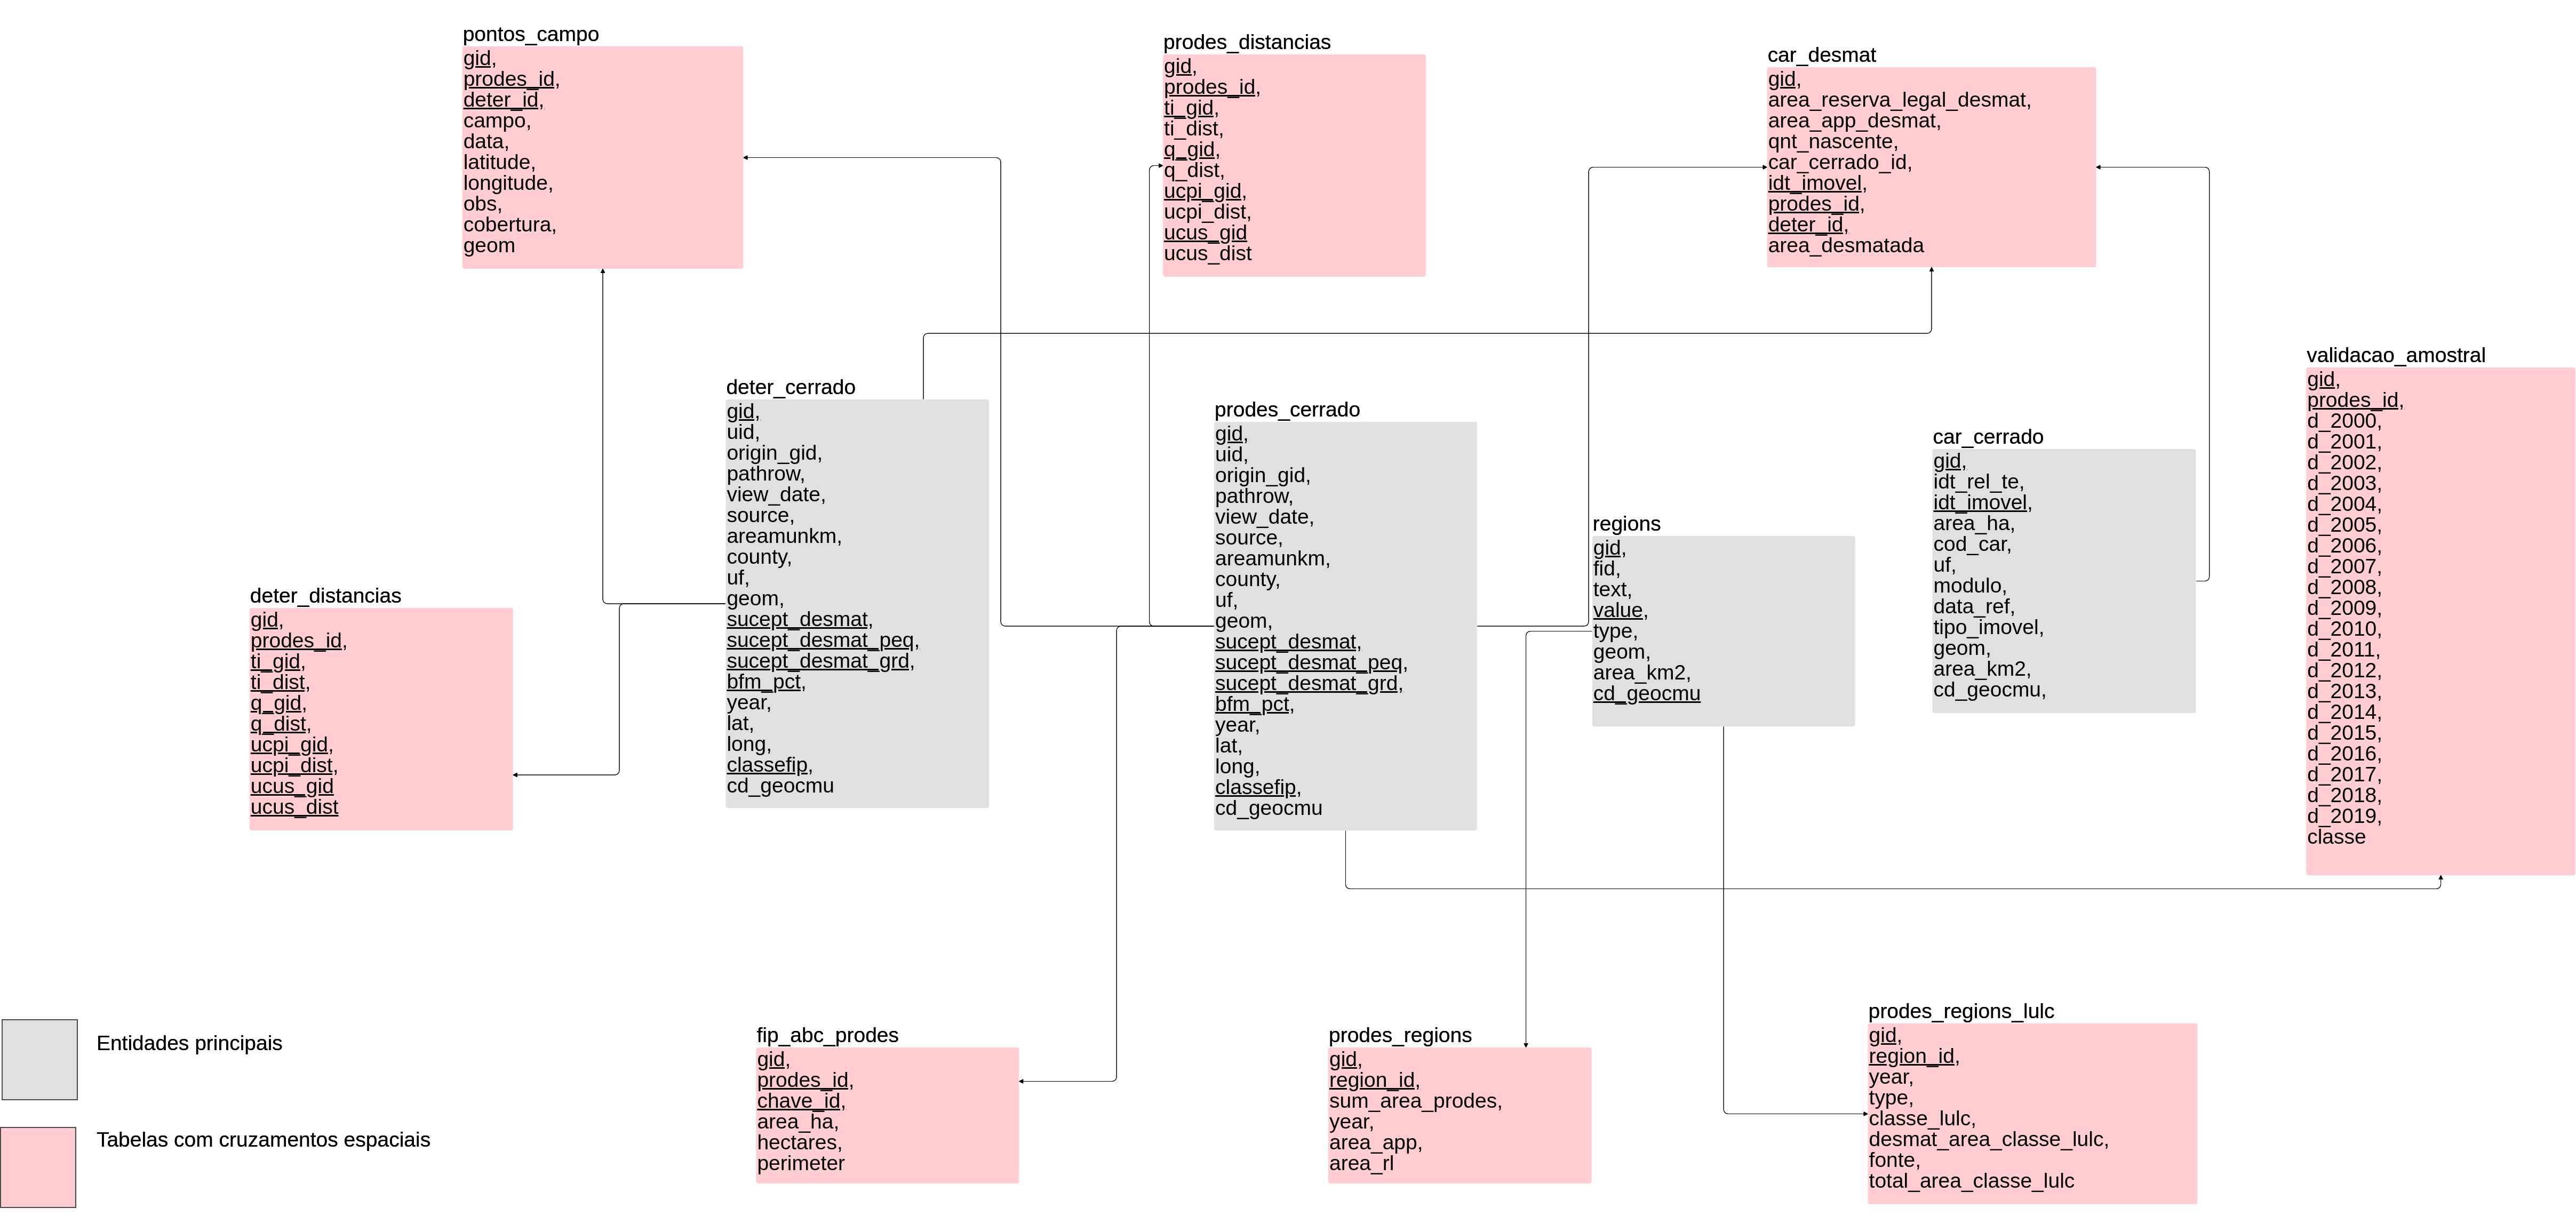 pontos_campo
gid,
prodes_id,
deter_id,
campo,
data,
latitude,
longitude,
obs,
cobertura,
geom
prodes_distancias
gid,
prodes_id,
ti_gid,
ti_dist,
q_gid,
q_dist,
ucpi_gid,
ucpi_dist,
ucus_gid
ucus_dist
car_desmat
gid,
area_reserva_legal_desmat,
area_app_desmat,
qnt_nascente,
car_cerrado_id,
idt_imovel,
prodes_id,
deter_id,
area_desmatada
deter_distancias
gid,
prodes_id,
ti_gid,
ti_dist,
q_gid,
q_dist,
ucpi_gid,
ucpi_dist,
ucus_gid
ucus_dist
deter_cerrado
gid,
uid,
origin_gid,
pathrow,
view_date,
source,
areamunkm,
county,
uf,
geom,
sucept_desmat,
sucept_desmat_peq,
sucept_desmat_grd,
bfm_pct,
year,
lat,
long,
classefip,
cd_geocmu
prodes_cerrado
gid,
uid,
origin_gid,
pathrow,
view_date,
source,
areamunkm,
county,
uf,
geom,
sucept_desmat,
sucept_desmat_peq,
sucept_desmat_grd,
bfm_pct,
year,
lat,
long,
classefip,
cd_geocmu
regions
gid,
fid,
text,
value,
type,
geom,
area_km2,
cd_geocmu
car_cerrado
gid,
idt_rel_te,
idt_imovel,
area_ha,
cod_car,
uf,
modulo,
data_ref,
tipo_imovel,
geom,
area_km2,
cd_geocmu,
validacao_amostral
gid,
prodes_id,
d_2000,
d_2001,
d_2002,
d_2003,
d_2004,
d_2005,
d_2006,
d_2007,
d_2008,
d_2009,
d_2010,
d_2011,
d_2012,
d_2013,
d_2014,
d_2015,
d_2016,
d_2017,
d_2018,
d_2019,
classe
Entidades principais
Tabelas com cruzamentos espaciais
fip_abc_prodes
gid,
prodes_id,
chave_id,
area_ha,
hectares,
perimeter
prodes_regions
gid,
region_id,
sum_area_prodes,
year,
area_app,
area_rl
prodes_regions_lulc
gid,
region_id,
year,
type,
classe_lulc,
desmat_area_classe_lulc,
fonte,
total_area_classe_lulc